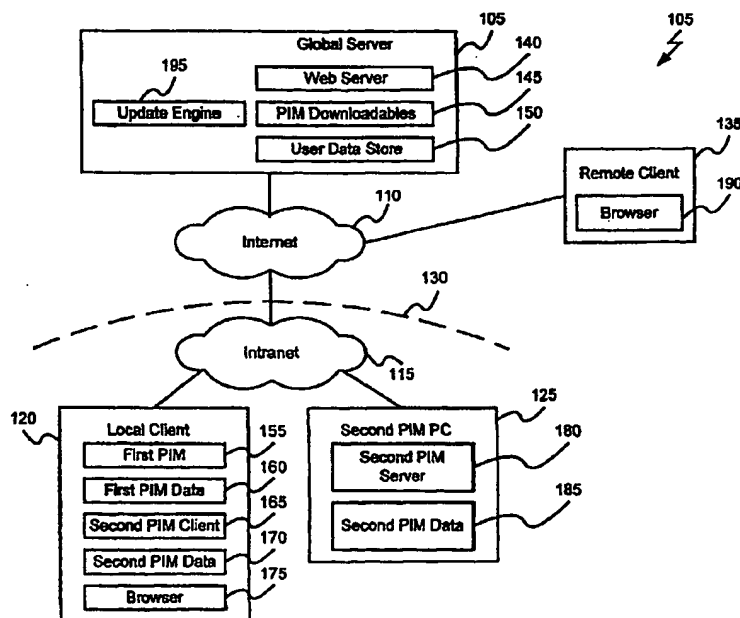 Global Server
105
105
195
140
Web Server
145
Update Engine
PIM Downloadables
150
User Data Store
135
Remote Client
190
Browser
110
Internet
130
Intranet
115
120
125
Local Client
155
First PIM
160
First PIM Data
165
Second PIM Client
170
Second PIM Data
175
Browser
Second PIM PC
180
Second PIM
Server
185
Second PIM Data